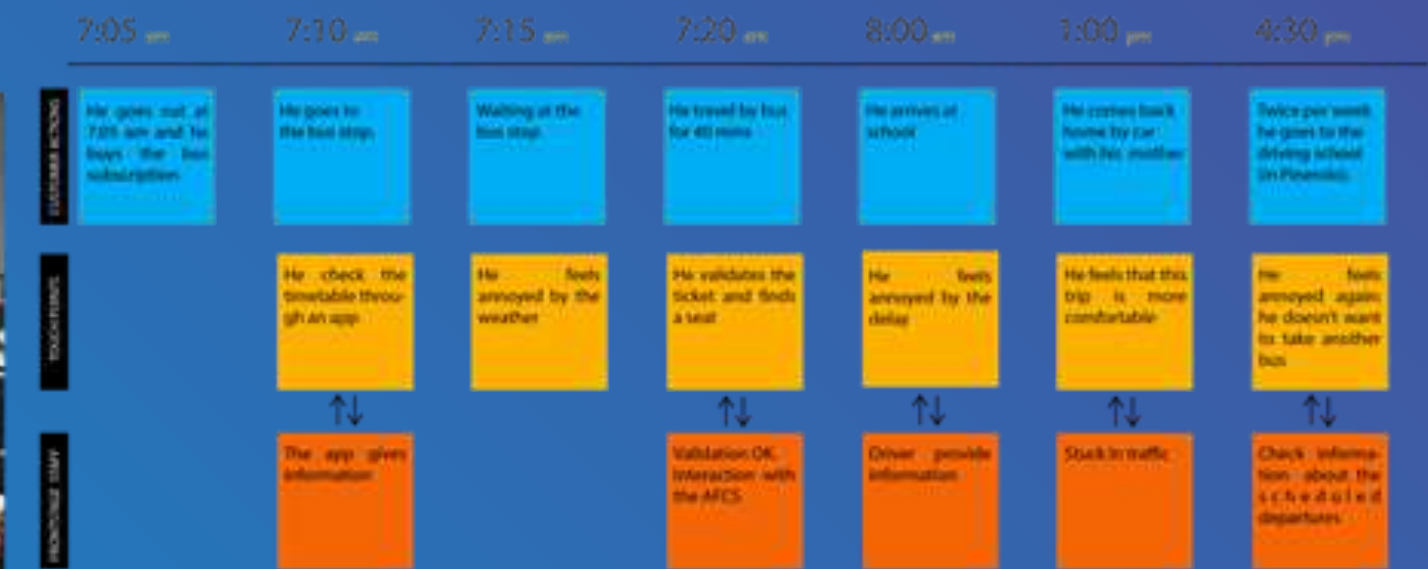 7:05 am
7:10 am
7:15 am
7:20 am
8:00 am
1:00 pm
4:30 pm
CUSTOMER ACTIONS
He goes out at
7:05 am and he
buys the bus
subscription
He goes to
the bus stop.
Waiting at the
bus stop
He travel by bus
for 40 mins
He arrives at
school
He comes back
home by car
with his mother
Twice per week
he goes to the
driving school
(in Pinerolo).
TOUCHPOINTS
He check the
timetable throu-
gh an app
He feels
annoyed by the
weather
He validates the
ticket and finds
a seat
He feels
annoyed by the
delay
He feels that this
trip is more
comfortable
He feels
annoyed again:
he doesn't want
to take another
bus
STAFF
The app gives
information
Validation OK.
Interaction with
the AFCS
Driver provide
information
Stuck in traffic
Check informa-
tion about the
schedoled
departures